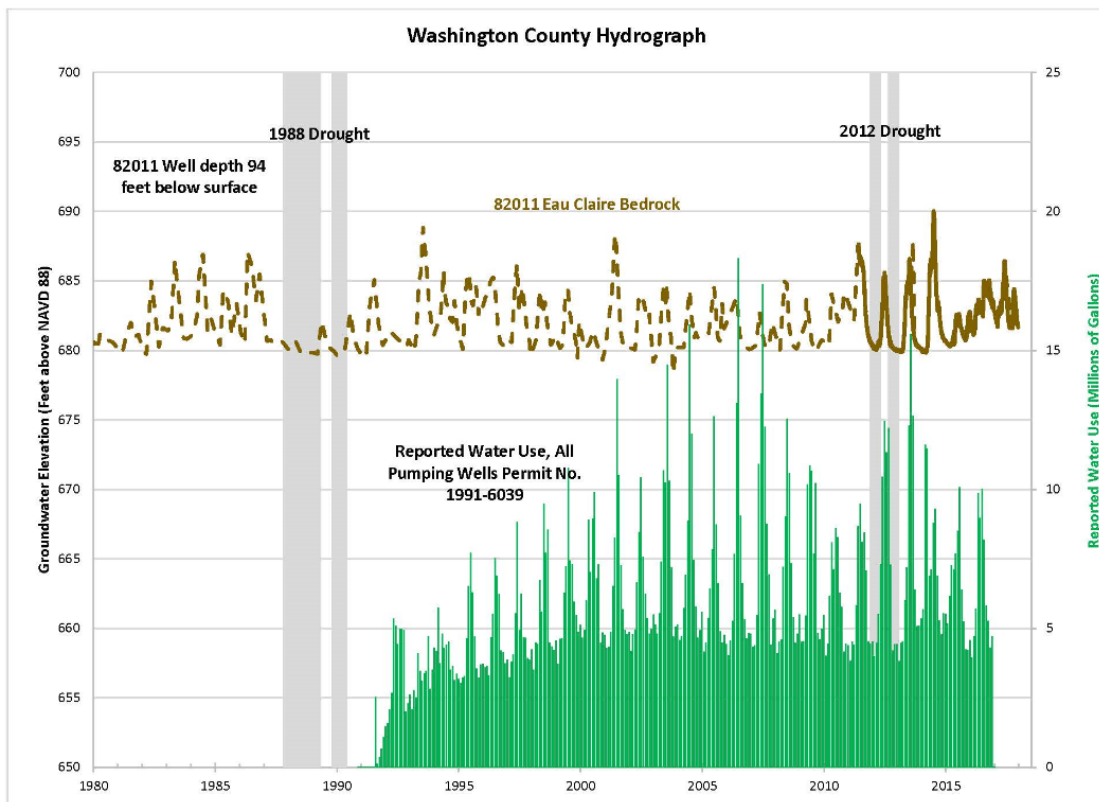 Washington County Hydrograph
700
695
690
685
680
675
670
665
660
655
650
25
20
15
10
5
0
1980
1985
1990
1995
2000
2005
2010
2015
Groundwater Elevation (Feet above NAVD 88)
Reported Water Use (Millions of Gallons)
1988 Drought
2012 Drought
82011 Well depth 94
feet below surface
82011 Eau Claire Bedrock
Reported Water Use, All
Pumping Wells Permit No.
1991-6039